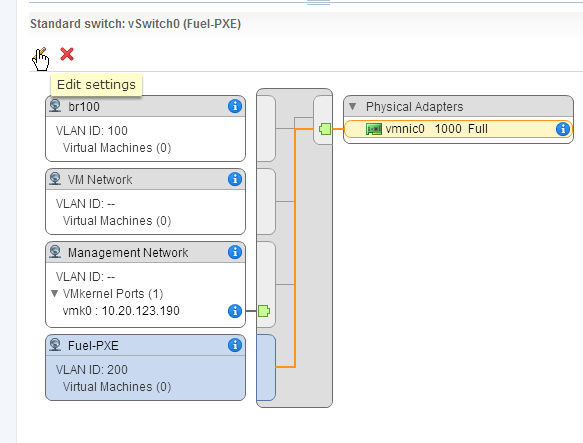 Standard switch: vSwitch0 (Fuel-PXE)
Edit settings
br100
VLAN ID: 100
Virtual Machines (0)
VM Network
VLAN ID: --
Virtual Machines (0)
Management Network
VLAN ID: --
VMkernel Ports (1)
vmk0 : 10.20.123.190
Fuel-PXE
VLAN ID: 200
Virtual Machines (0)
Physical Adapters
vmnic0 1000 Full